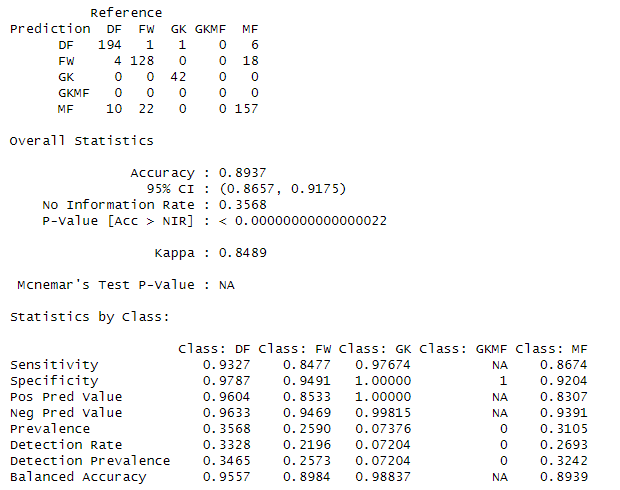 Reference
Prediction  DF  FW  GK GKMF  MF
      DF   194   1   1    0   6
      FW     4 128   0    0  18
      GK     0   0  42    0   0
      GKMF   0   0   0    0   0
      MF    10  22   0    0 157

Overall Statistics

               Accuracy : 0.8937
                 95% CI : (0.8657, 0.9175)
    No Information Rate : 0.3568
    P-Value [Acc > NIR] : < 0.00000000000000022

                  Kappa : 0.8489

 Mcnemar's Test P-Value : NA

Statistics by Class:

                     Class: DF Class: FW Class: GK Class: GKMF Class: MF
Sensitivity             0.9327    0.8477   0.97674          NA    0.8674
Specificity             0.9787    0.9491   1.00000           1    0.9204
Pos Pred Value          0.9604    0.8533   1.00000          NA    0.8307
Neg Pred Value          0.9633    0.9469   0.99815          NA    0.9391
Prevalence              0.3568    0.2590   0.07376           0    0.3105
Detection Rate          0.3328    0.2196   0.07204           0    0.2693
Detection Prevalence    0.3465    0.2573   0.07204           0    0.3242
Balanced Accuracy       0.9557    0.8984   0.98837          NA    0.8939